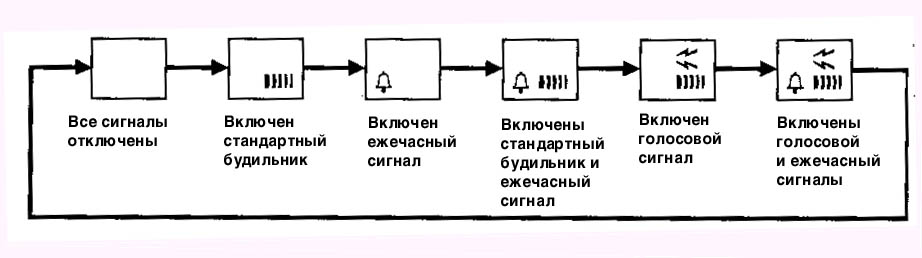 Все сигналы
отключены
Включен
стандартный
будильник
Включен
ежечасный
сигнал
Включены
стандартный
будильник и
ежечасный
сигнал
Включен
голосовой
сигнал
Включены
голосовой
и ежечасный
сигналы